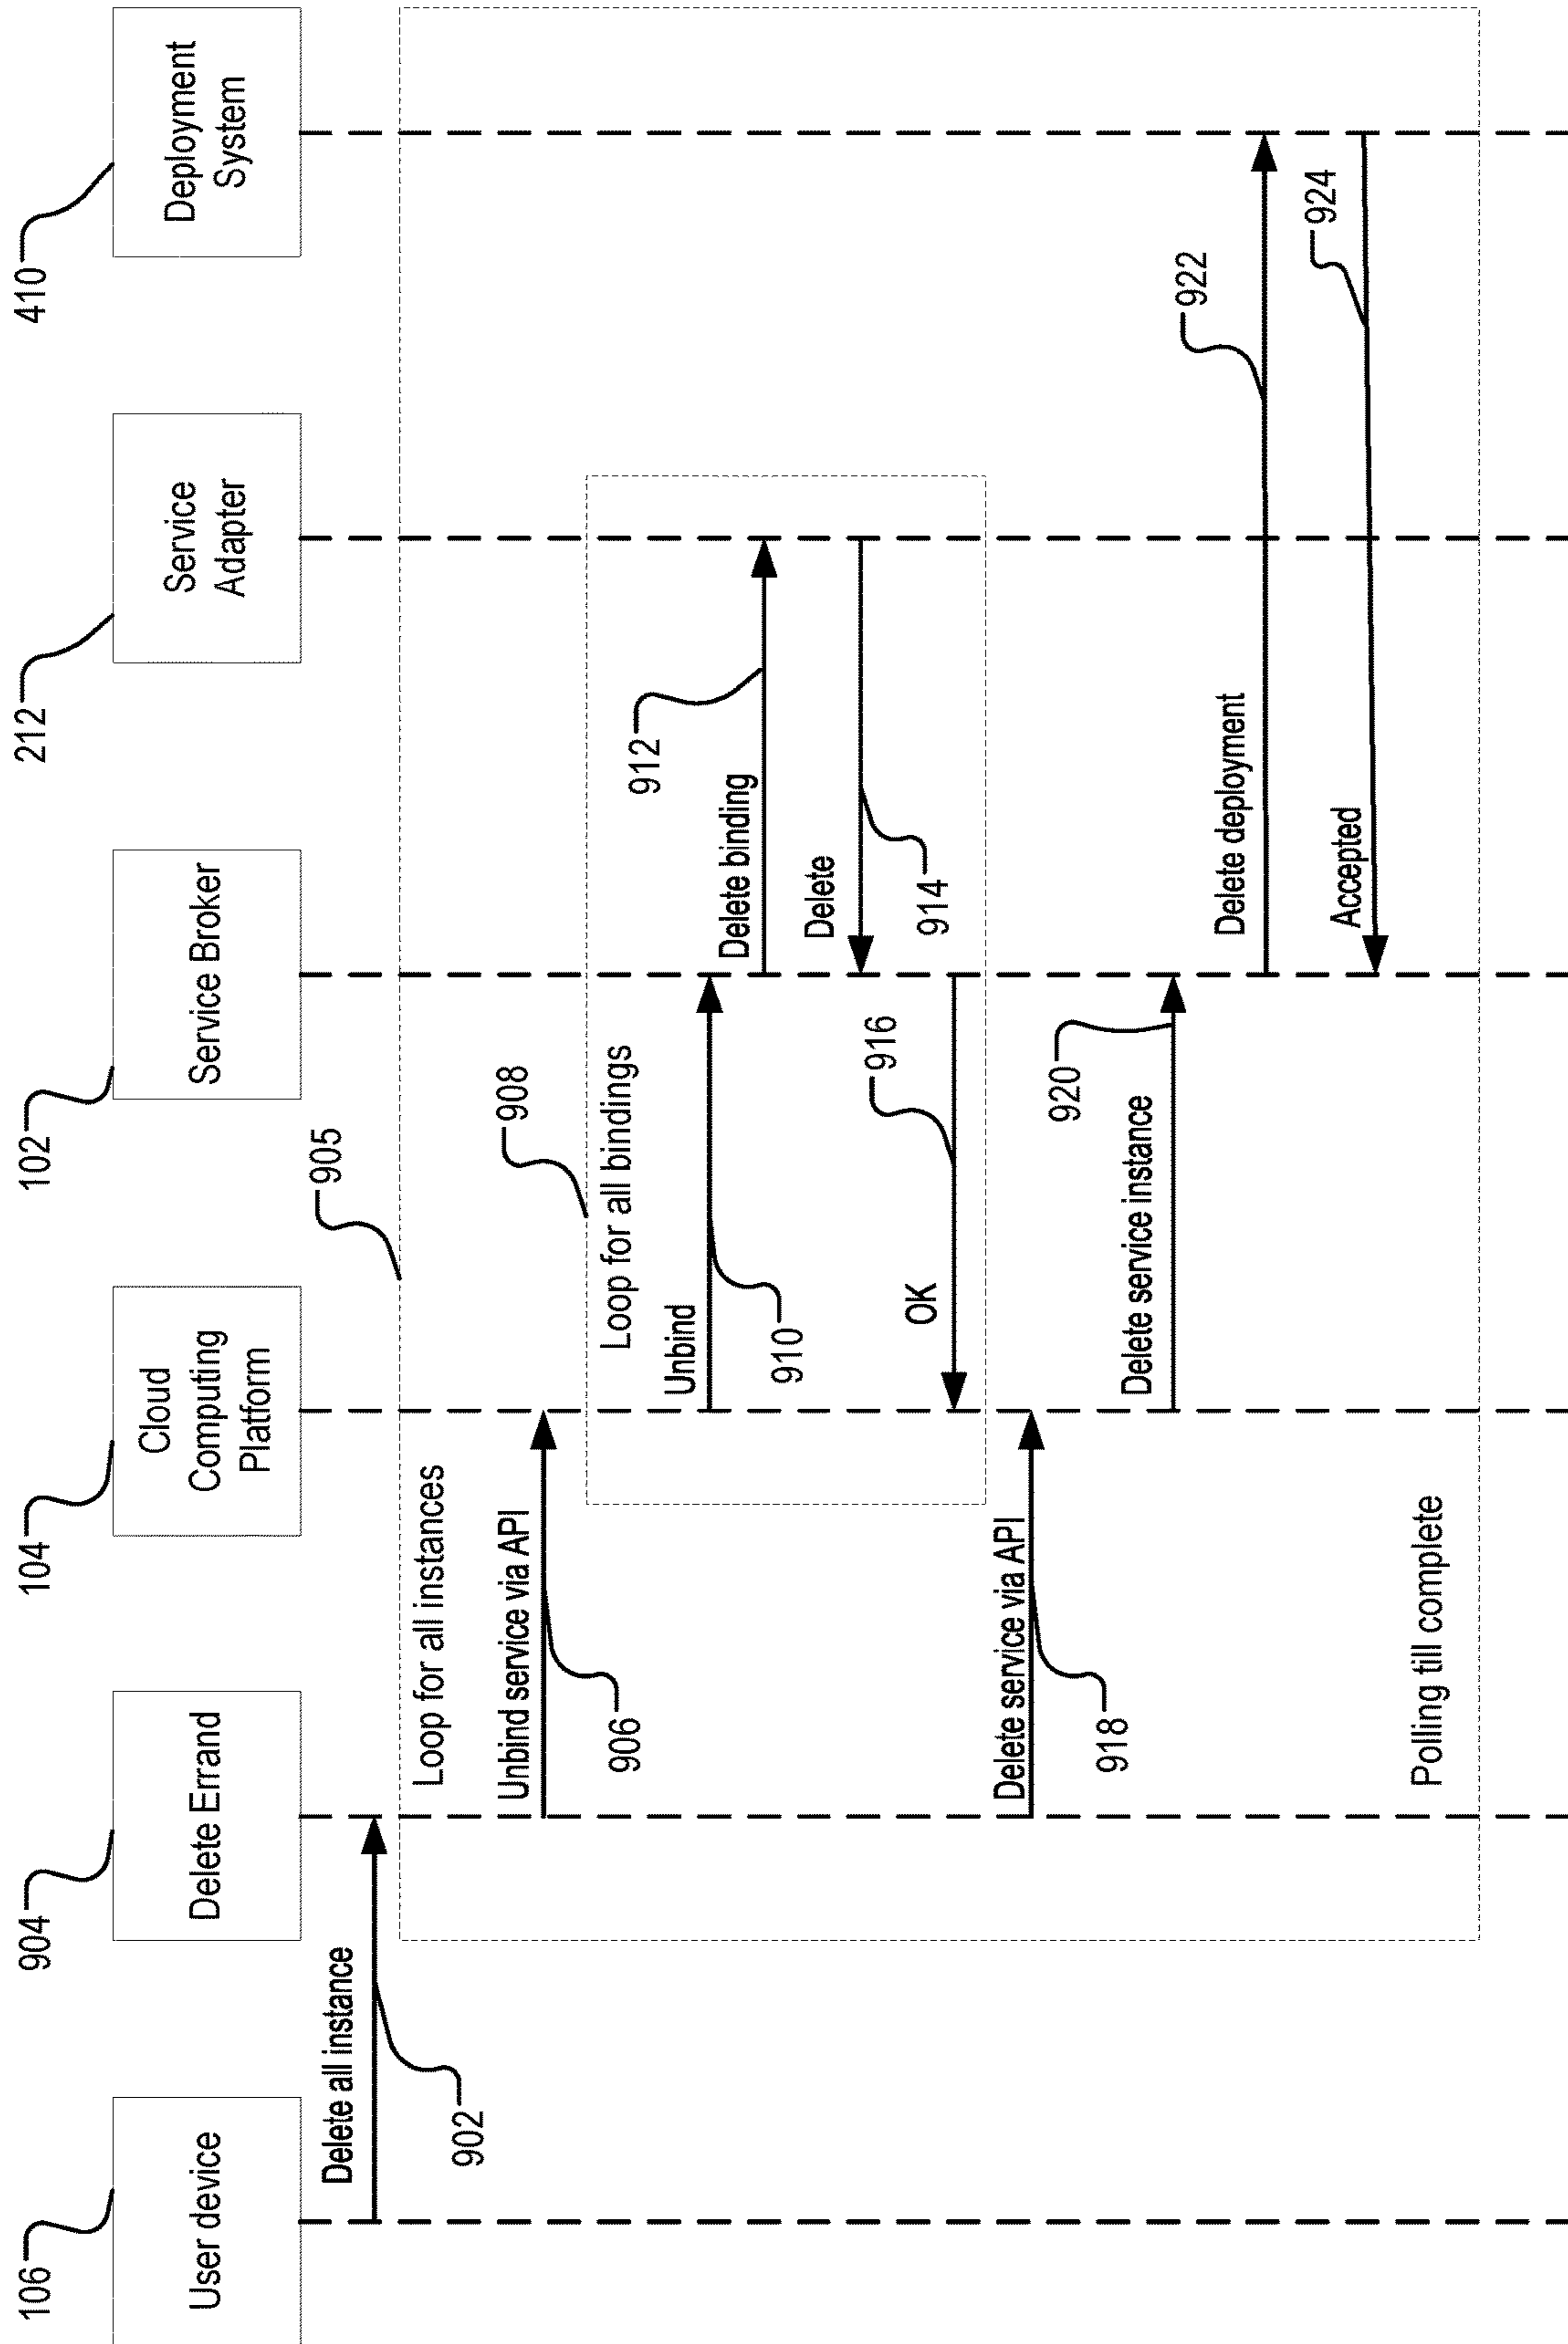 106
904
104
102
212
410
User device
Delete Errand
Cloud
Computing
Platform
Service Broker
Service
Adapter
Deployment
System
Delete all instance
902
905
Loop for all instances
Unbind service via API
906
908
Loop for all bindings
Unbind
910
Delete binding
912
Delete
914
OK
916
Delete service via API
918
Delete service instance
920
Delete deployment
922
Accepted
924
Polling till complete